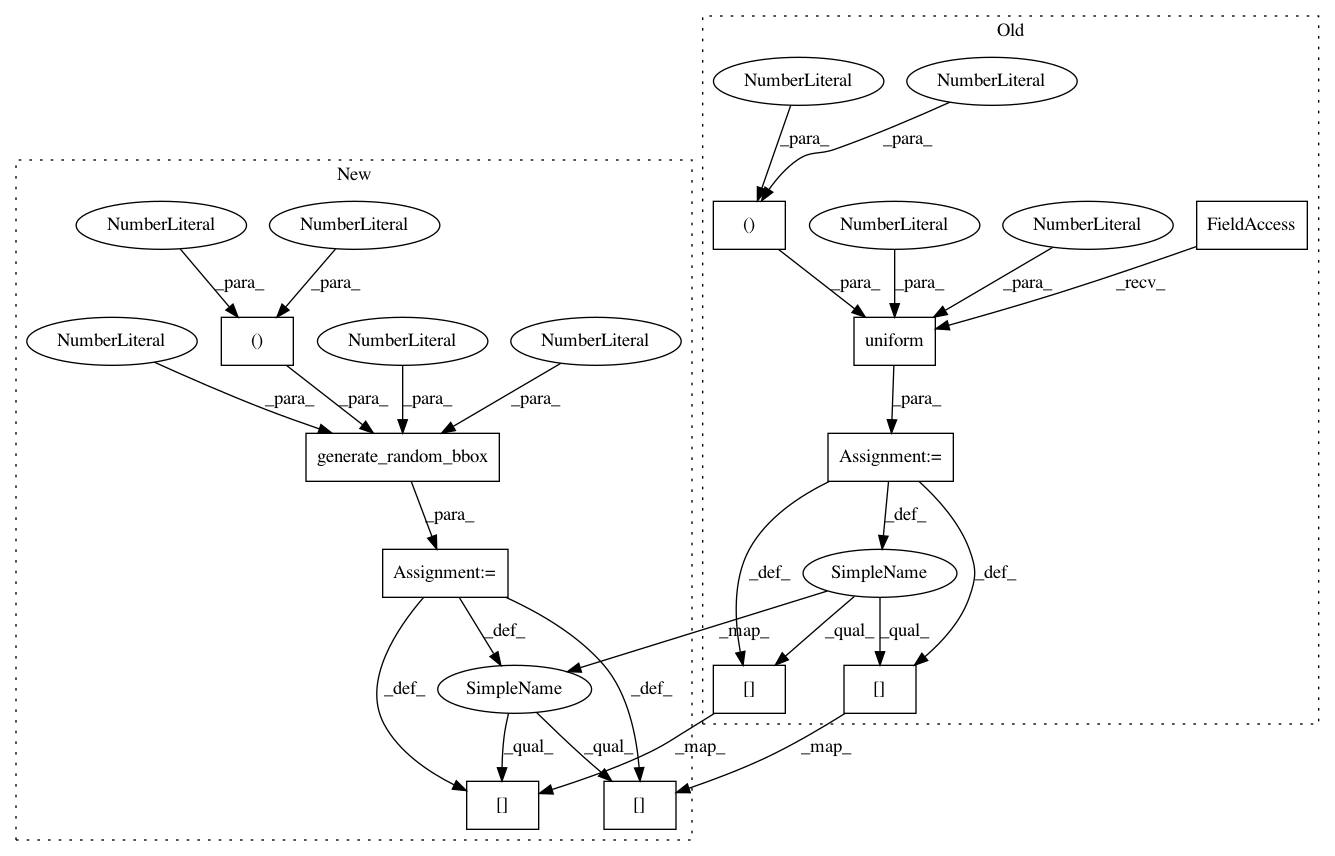 Old
NumberLiteral NumberLiteral
_para_ _para_
New
NumberLiteral NumberLiteral () NumberLiteral NumberLiteral FieldAccess
_para_ _para_ _para_ _para_ _para_ _recv_
NumberLiteral () NumberLiteral NumberLiteral uniform
_para_ _para_ _para_ _para_ _para_
generate_random_bbox Assignment:=
_para_ _def_
Assignment:= _def_ SimpleName _def_
_def_ _map_ _qual_ _qual_
_def_ SimpleName _def_ [] []
_qual_ _qual_ _map_ _map_
[] []